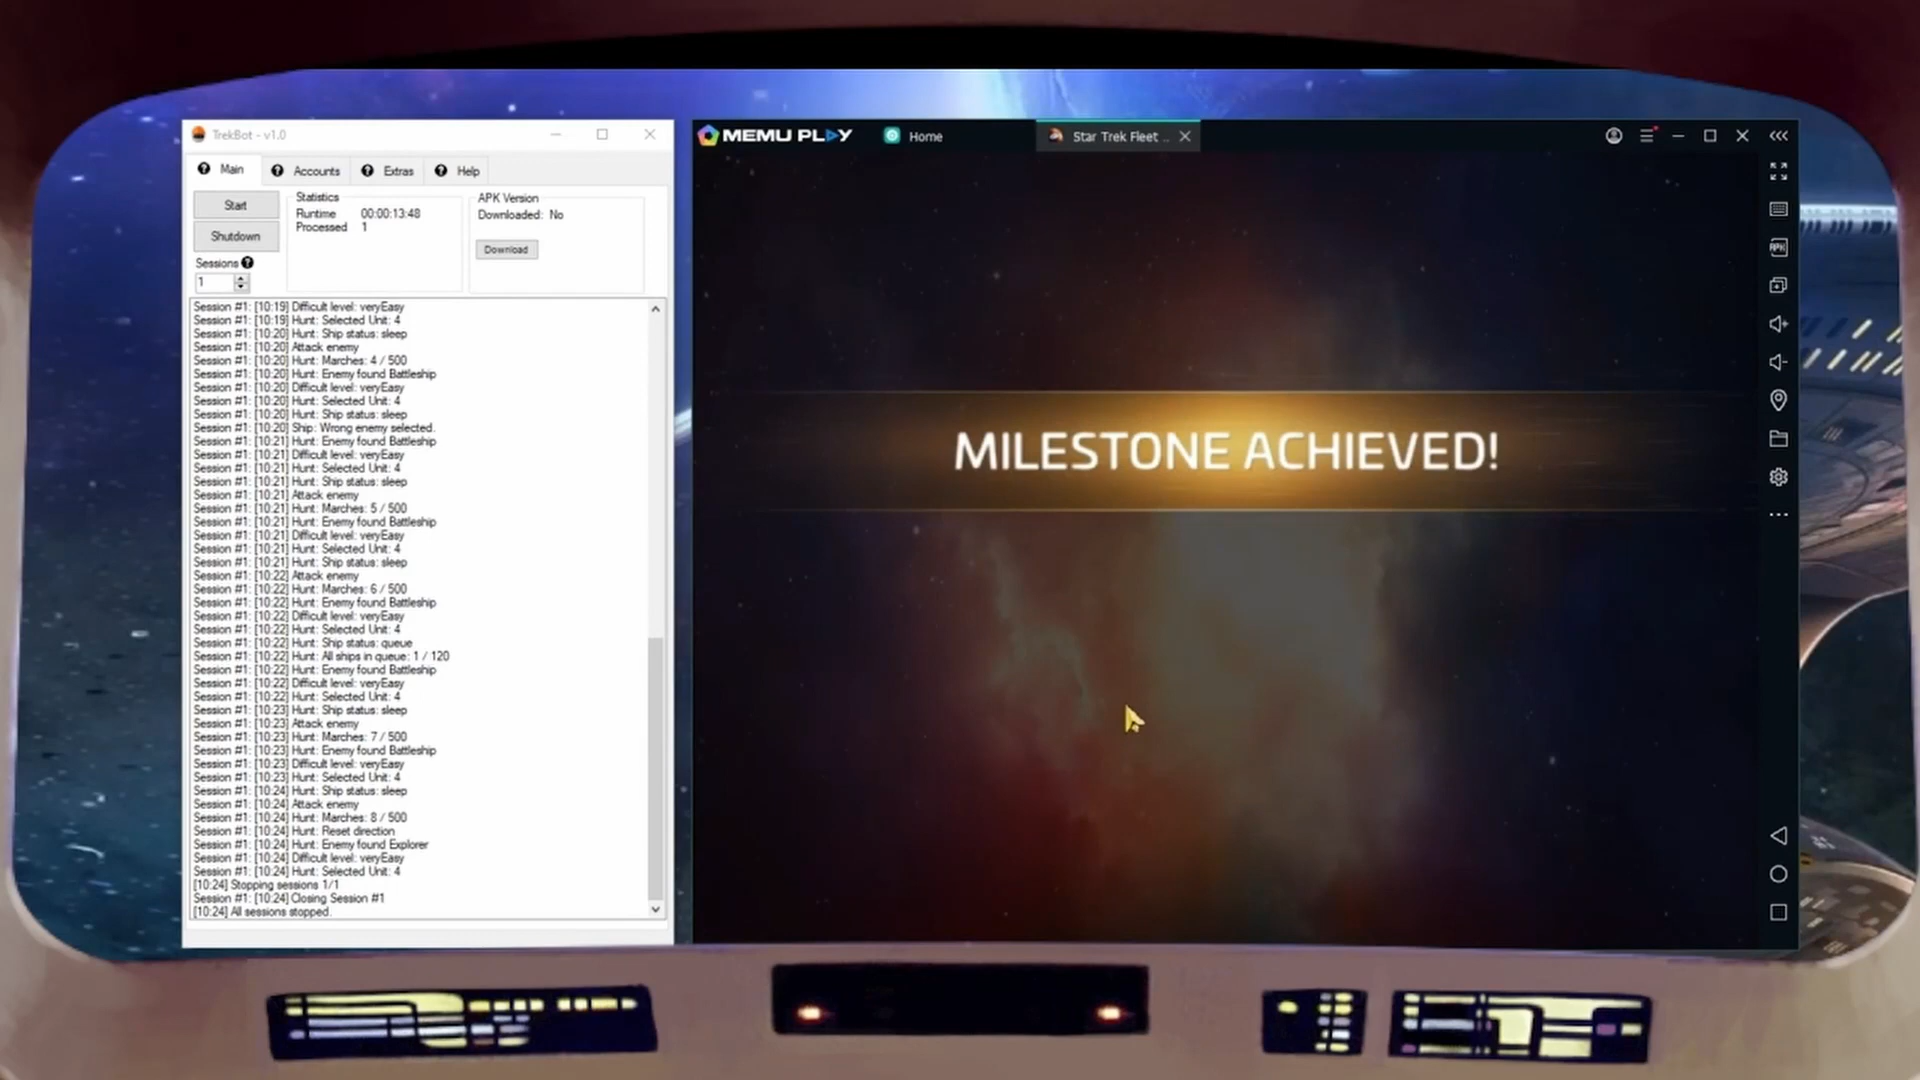 TrekBot - v1.0
Main
Accounts
Extras
Help
Start
Shutdown
Sessions
1
Statistics
Runtime 00:00:13:48
Processed 1
APK Version
Downloaded: No
Download
Session #1: [10:19] Difficult level: veryEasy
Session #1: [10:19] Hunt: Selected Unit: 4
Session #1: [10:20] Hunt: Ship status: sleep
Session #1: [10:20] Attack enemy
Session #1: [10:20] Hunt: Marches: 4 / 500
Session #1: [10:20] Hunt: Enemy found Battleship
Session #1: [10:20] Difficult level: veryEasy
Session #1: [10:20] Hunt: Selected Unit: 4
Session #1: [10:20] Hunt: Ship status: sleep
Session #1: [10:20] Ship: Wrong enemy selected.
Session #1: [10:21] Hunt: Enemy found Battleship
Session #1: [10:21] Difficult level: veryEasy
Session #1: [10:21] Hunt: Selected Unit: 4
Session #1: [10:21] Hunt: Ship status: sleep
Session #1: [10:21] Attack enemy
Session #1: [10:21] Hunt: Marches: 5 / 500
Session #1: [10:21] Hunt: Enemy found Battleship
Session #1: [10:21] Difficult level: veryEasy
Session #1: [10:21] Hunt: Selected Unit: 4
Session #1: [10:21] Hunt: Ship status: sleep
Session #1: [10:22] Attack enemy
Session #1: [10:22] Hunt: Marches: 6 / 500
Session #1: [10:22] Hunt: Enemy found Battleship
Session #1: [10:22] Difficult level: veryEasy
Session #1: [10:22] Hunt: Selected Unit: 4
Session #1: [10:22] Hunt: Ship status: queue
Session #1: [10:22] Hunt: All ships in queue: 1 / 120
Session #1: [10:22] Hunt: Enemy found Battleship
Session #1: [10:22] Difficult level: veryEasy
Session #1: [10:22] Hunt: Selected Unit: 4
Session #1: [10:23] Hunt: Ship status: sleep
Session #1: [10:23] Attack enemy
Session #1: [10:23] Hunt: Marches: 7 / 500
Session #1: [10:23] Hunt: Enemy found Battleship
Session #1: [10:23] Difficult level: veryEasy
Session #1: [10:23] Hunt: Selected Unit: 4
Session #1: [10:24] Hunt: Ship status: sleep
Session #1: [10:24] Attack enemy
Session #1: [10:24] Hunt: Marches: 8 / 500
Session #1: [10:24] Hunt: Reset direction
Session #1: [10:24] Hunt: Enemy found Explorer
Session #1: [10:24] Difficult level: veryEasy
Session #1: [10:24] Hunt: Selected Unit: 4
[10:24] Stopping sessions 1/1
Session #1: [10:24] Closing Session #1
[10:24] All sessions stopped.
MEMU PLAY
Home
Star Trek Fleet ..
APK
MILESTONE ACHIEVED!